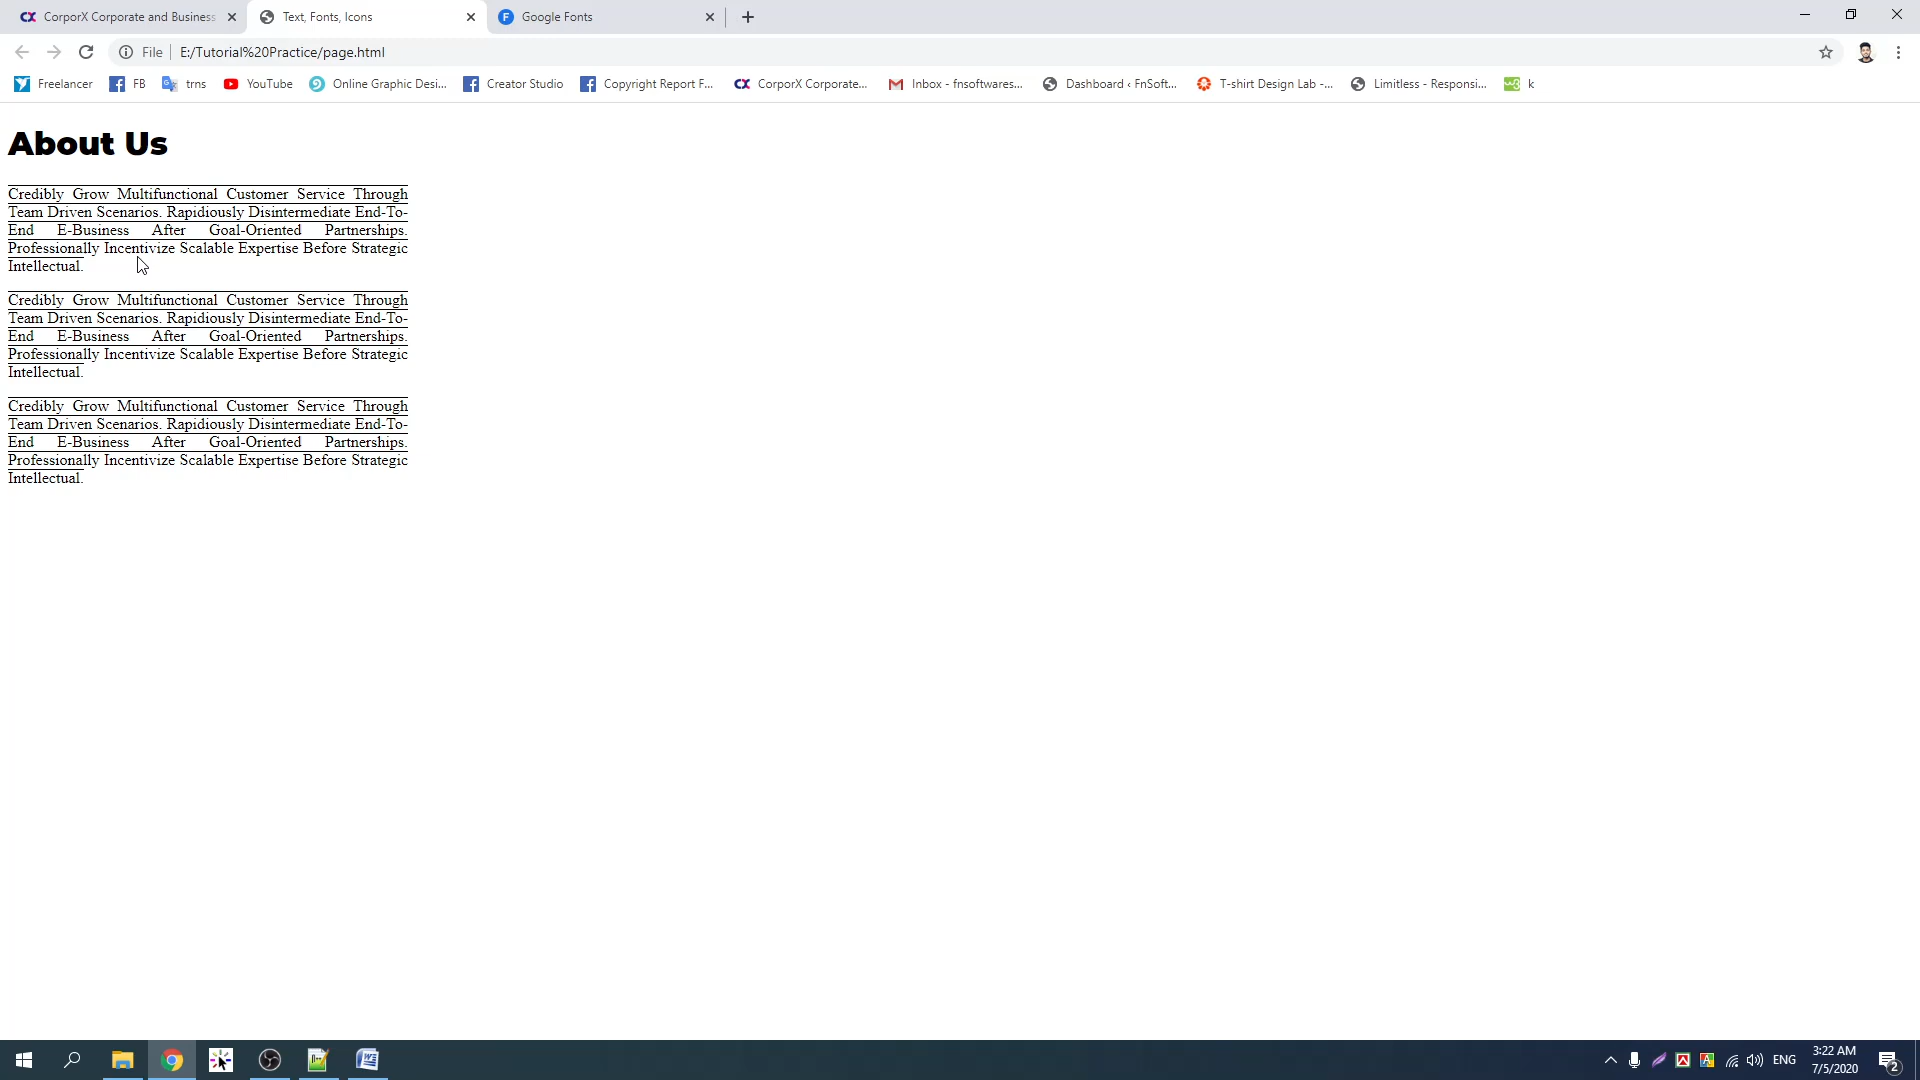 CorporX Corporate and Business
Text, Fonts, Icons
Google Fonts
File
E:/Tutorial%20Practice/page.html
Freelancer
FB
trns
YouTube
Online Graphic Desi...
Creator Studio
Copyright Report F...
CorporX Corporate...
Inbox - fnsoftwares...
Dashboard ‹ FnSoft...
T-shirt Design Lab -...
Limitless - Responsi...
k
About Us
Credibly Grow Multifunctional Customer Service Through
Team Driven Scenarios. Rapidiously Disintermediate End-To-
End E-Business After Goal-Oriented Partnerships.
Professionally Incentivize Scalable Expertise Before Strategic
Intellectual.
Credibly Grow Multifunctional Customer Service Through
Team Driven Scenarios. Rapidiously Disintermediate End-To-
End E-Business After Goal-Oriented Partnerships.
Professionally Incentivize Scalable Expertise Before Strategic
Intellectual.
Credibly Grow Multifunctional Customer Service Through
Team Driven Scenarios. Rapidiously Disintermediate End-To-
End E-Business After Goal-Oriented Partnerships.
Professionally Incentivize Scalable Expertise Before Strategic
Intellectual.
ENG
3:22 AM
7/5/2020
2